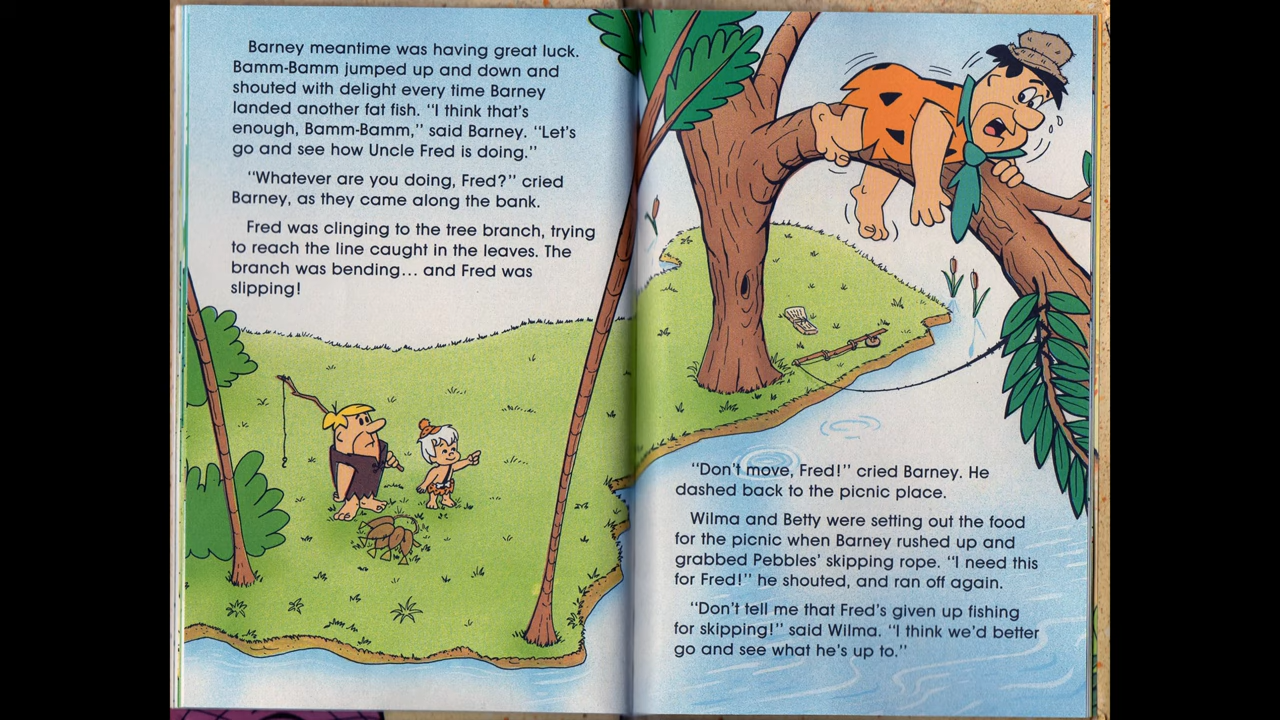 Barney meantime was having great luck.
Bamm-Bamm jumped up and down and
shouted with delight every time Barney
landed another fat fish. “I think that’s
enough, Bamm-Bamm,” said Barney. “Let’s
go and see how Uncle Fred is doing.”
“Whatever are you doing, Fred?” cried
Barney, as they came along the bank.
Fred was clinging to the tree branch, trying
to reach the line caught in the leaves. The
branch was bending... and Fred was
slipping!
“Don’t move, Fred!” cried Barney. He
dashed back to the picnic place.
Wilma and Betty were setting out the food
for the picnic when Barney rushed up and
grabbed Pebbles’ skipping rope. “I need this
for Fred!” he shouted, and ran off again.
“Don’t tell me that Fred’s given up fishing
for skipping!” said Wilma. “I think we’d better
go and see what he’s up to.”